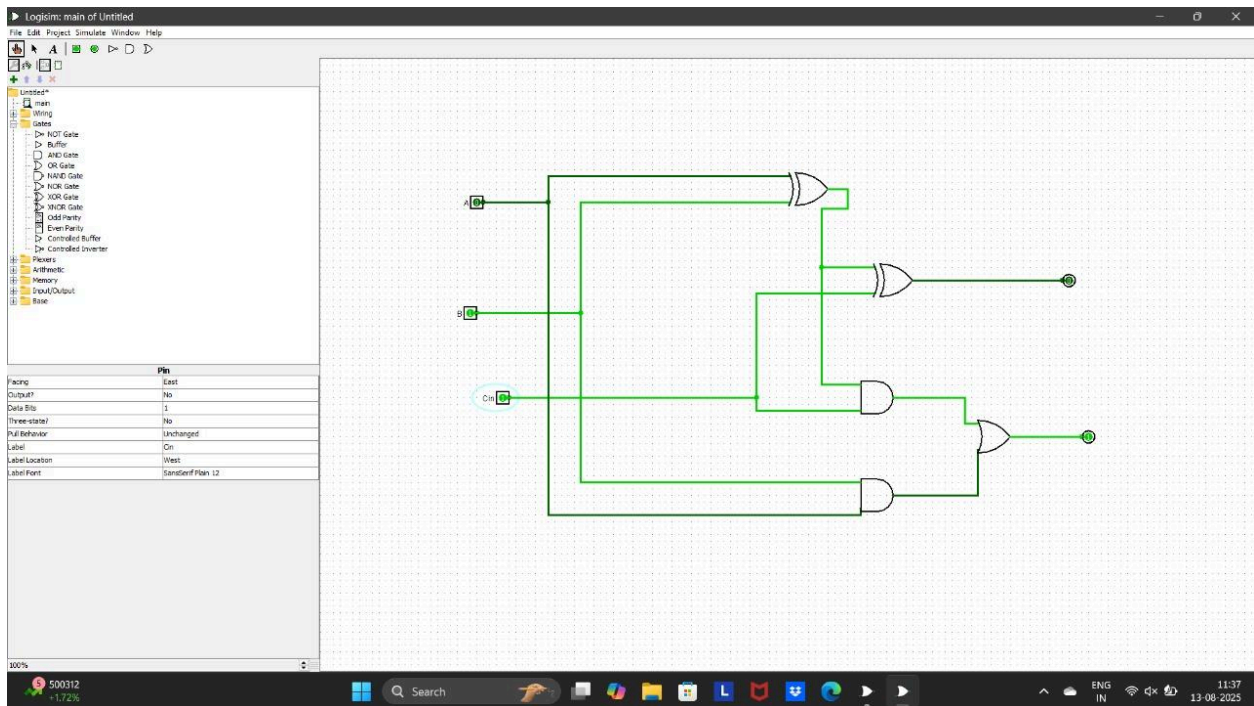 Logisim: main of Untitled
File Edit Project Simulate Window Help
A
Untitled*
main
Wiring
Gates
NOT Gate
Buffer
AND Gate
OR Gate
NAND Gate
NOR Gate
XOR Gate
XNOR Gate
Odd Parity
Even Parity
Controlled Buffer
Controlled Inverter
Plexers
Arithmetic
Memory
Input/Output
Base
Pin
Facing East
Output? No
Data Bits 1
Three-state? No
Pull Behavior Unchanged
Label Cin
Label Location West
Label Font SansSerif Plain 12
100%
A
B
Cin
5
500312
+1.72%
Search
L
ENG
IN
11:37
13-08-2025